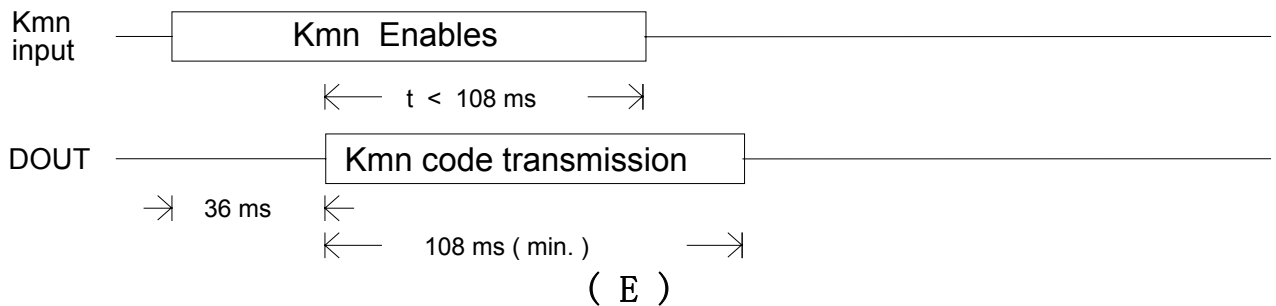 Kmn
input
Kmn Enables
t < 108 ms
DOUT
Kmn code transmission
36 ms
108 ms ( min. )
( E )